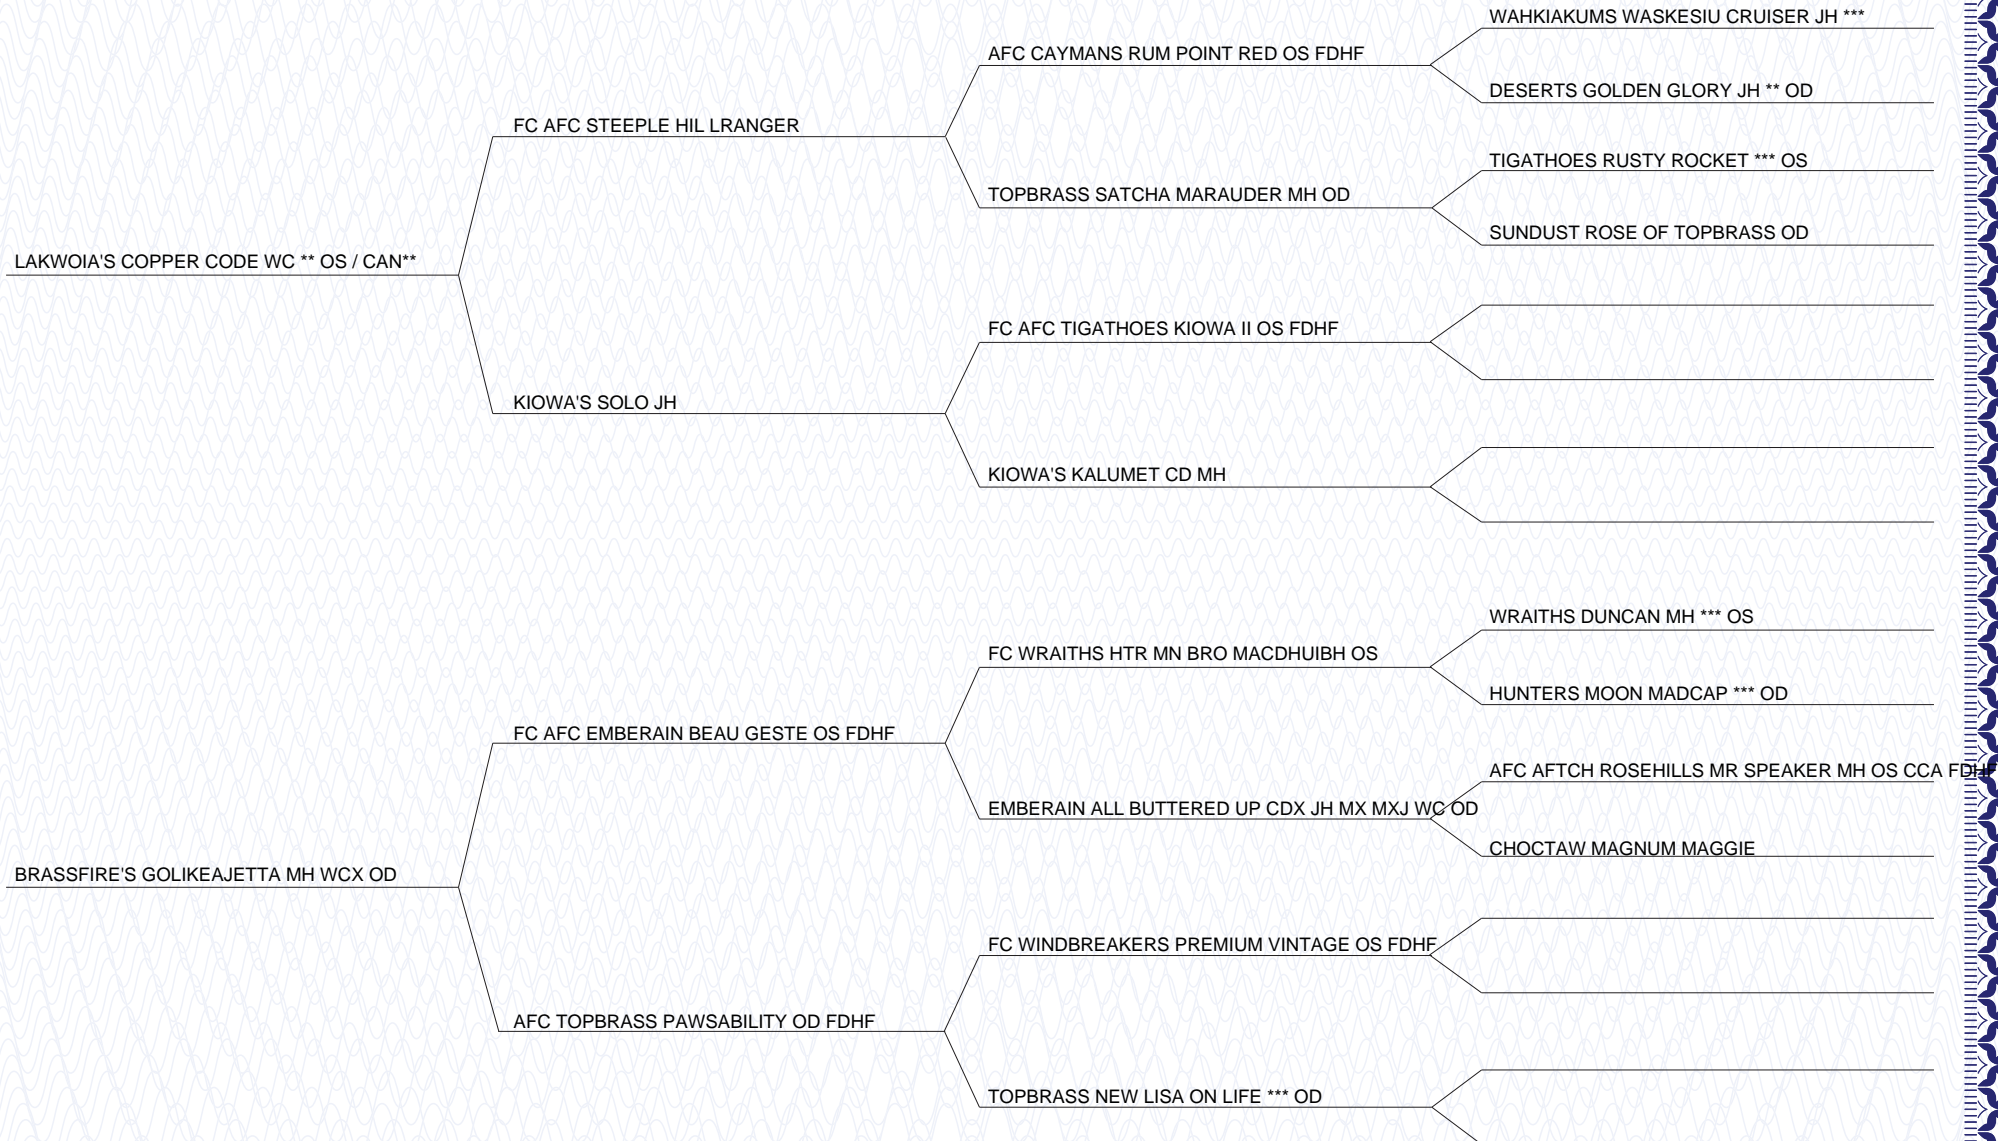 WAHKIAKUMS WASKESIU CRUISER JH ***
AFC CAYMANS RUM POINT RED OS FDHF
DESERTS GOLDEN GLORY JH ** OD
FC AFC STEEPLE HIL LRANGER
TIGATHOES RUSTY ROCKET *** OS
TOPBRASS SATCHA MARAUDER MH OD
SUNDUST ROSE OF TOPBRASS OD
LAKWOIA'S COPPER CODE WC ** OS / CAN**
FC AFC TIGATHOES KIOWA II OS FDHF
KIOWA'S SOLO JH
KIOWA'S KALUMET CD MH
WRAITHS DUNCAN MH *** OS
FC WRAITHS HTR MN BRO MACDHUIBH OS
HUNTERS MOON MADCAP *** OD
FC AFC EMBERAIN BEAU GESTE OS FDHF
AFC AFTCH ROSEHILLS MR SPEAKER MH OS CCA FDHF
EMBERAIN ALL BUTTERED UP CDX JH MX MXJ WC OD
CHOCTAW MAGNUM MAGGIE
BRASSFIRE'S GOLIKEAJETTA MH WCX OD
FC WINDBREAKERS PREMIUM VINTAGE OS FDHF
AFC TOPBRASS PAWSABILITY OD FDHF
TOPBRASS NEW LISA ON LIFE *** OD